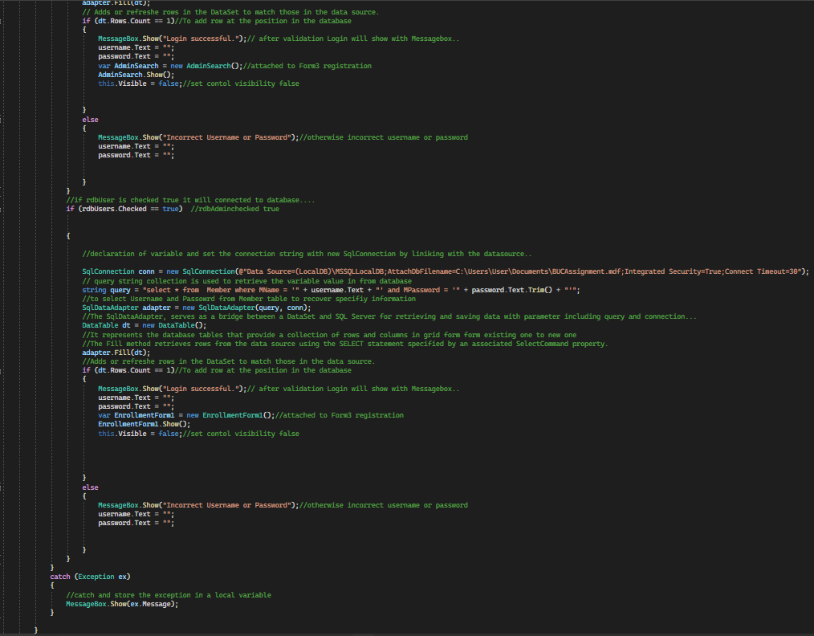 adapter.Fill(dt);
// Adds or refreshe rows in the DataSet to match those in the data source.
if (dt.Rows.Count == 1)//To add row at the position in the database
{
MessageBox.Show("Login successful.");// after validation Login will show with Messagebox..
username.Text = "";
password.Text = "";
var AdminSearch = new AdminSearch();//attached to Form3 registration
AdminSearch.Show();
this.Visible = false;//set contol visibility false
}
else
{
MessageBox.Show("Incorrect Username or Password");//otherwise incorrect username or password
username.Text = "";
password.Text = "";
}
}
//if rdbUser is checked true it will connected to database....
if (rdbUsers.Checked == true)  //rdbAdminchecked true
{
//declaration of variable and set the connection string with new SqlConnection by liniking with the datasource..
SqlConnection conn = new SqlConnection(@"Data Source=(LocalDB)\MSSQLLocalDB;AttachDbFilename=C:\Users\User\Documents\BUCAssignment.mdf;Integrated Security=True;Connect Timeout=30");
// query string collection is used to retrieve the variable value in from database
string query = "select * from  Member where MName = '" + username.Text + "' and MPassword = '" + password.Text.Trim() + "'";
//to select Username and Password from Member table to recover specifiy information
SqlDataAdapter adapter = new SqlDataAdapter(query, conn);
//The SqlDataAdapter, serves as a bridge between a DataSet and SQL Server for retrieving and saving data with parameter including query and connection...
DataTable dt = new DataTable();
//It represents the database tables that provide a collection of rows and columns in grid form form existing one to new one
//The Fill method retrieves rows from the data source using the SELECT statement specified by an associated SelectCommand property.
adapter.Fill(dt);
//Adds or refreshe rows in the DataSet to match those in the data source.
if (dt.Rows.Count == 1)//To add row at the position in the database
{
MessageBox.Show("Login successful.");// after validation Login will show with Messagebox..
username.Text = "";
password.Text = "";
var EnrollmentForm1 = new EnrollmentForm1();//attached to Form3 registration
EnrollmentForm1.Show();
this.Visible = false;//set contol visibility false
}
else
{
MessageBox.Show("Incorrect Username or Password");//otherwise incorrect username or password
username.Text = "";
password.Text = "";
}
}
}
catch (Exception ex)
{
//catch and store the exception in a local variable
MessageBox.Show(ex.Message);
}
}